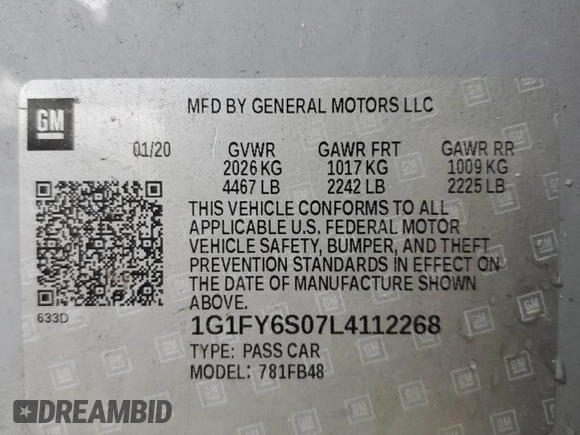 GM
MFD BY GENERAL MOTORS LLC
01/20 GVWR GAWR FRT GAWR RR
2026 KG 1017 KG 1009 KG
4467 LB 2242 LB 2225 LB
THIS VEHICLE CONFORMS TO ALL
APPLICABLE U.S. FEDERAL MOTOR
VEHICLE SAFETY, BUMPER, AND THEFT
PREVENTION STANDARDS IN EFFECT ON
THE DATE OF MANUFACTURE SHOWN
ABOVE.
633D
1G1FY6S07L4112268
TYPE: PASS CAR
MODEL: 781FB48
DREAMBID